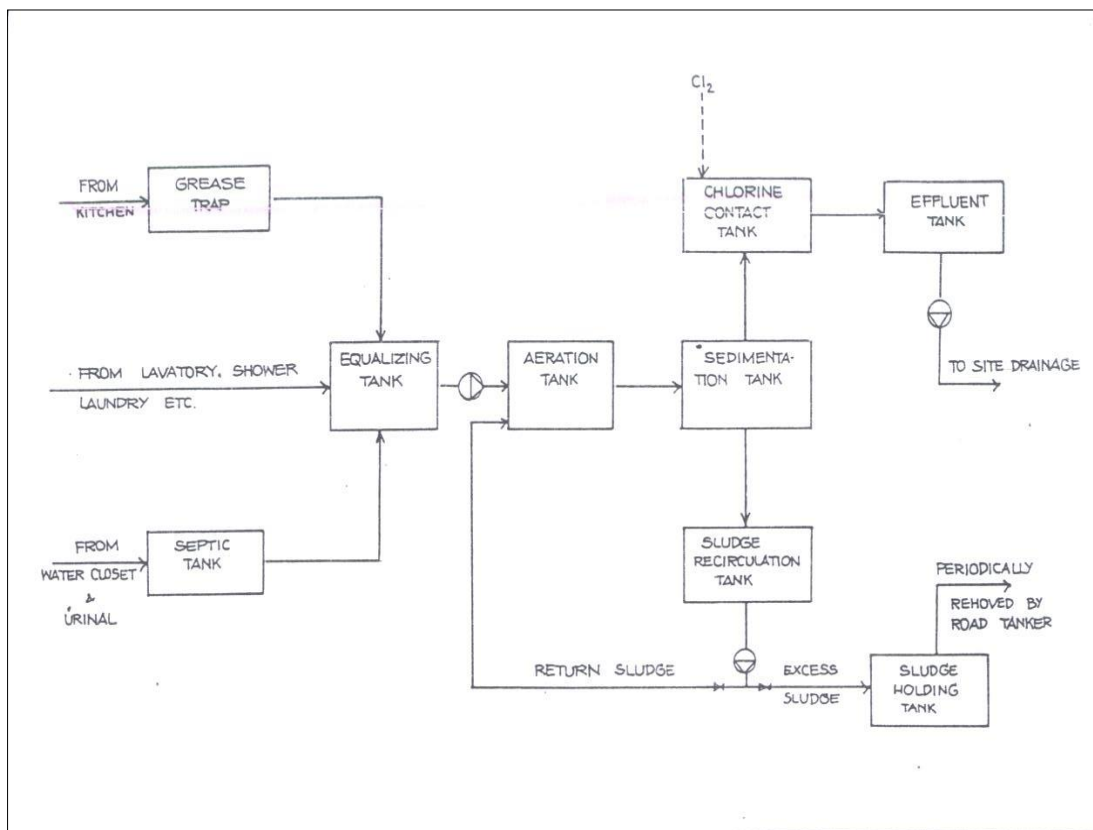 Cl2
FROM
KITCHEN
GREASE
TRAP
CHLORINE
CONTACT
TANK
EFFLUENT
TANK
FROM LAVATORY, SHOWER
LAUNDRY ETC.
EQUALIZING
TANK
AERATION
TANK
SEDIMENTA-
TION TANK
TO SITE DRAINAGE
FROM
WATER CLOSET
&
URINAL
SEPTIC
TANK
SLUDGE
RECIRCULATION
TANK
PERIODICALLY
REMOVED BY
ROAD TANKER
RETURN SLUDGE
EXCESS
SLUDGE
SLUDGE
HOLDING
TANK